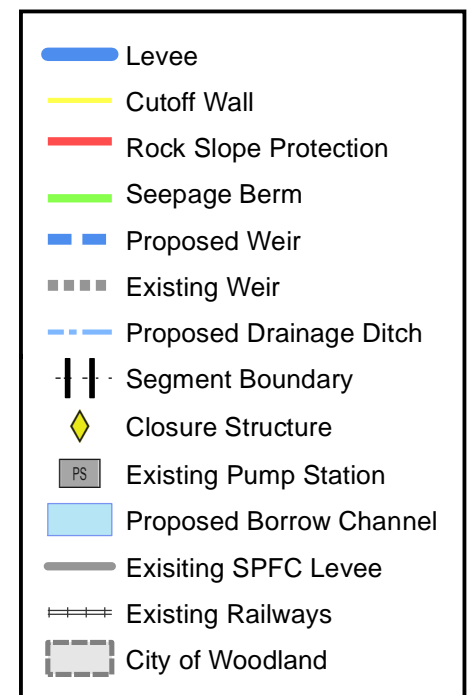 Levee
Cutoff Wall
Rock Slope Protection
Seepage Berm
Proposed Weir
Existing Weir
Proposed Drainage Ditch
Segment Boundary
Closure Structure
PS Existing Pump Station
Proposed Borrow Channel
Exisiting SPFC Levee
Existing Railways
City of Woodland